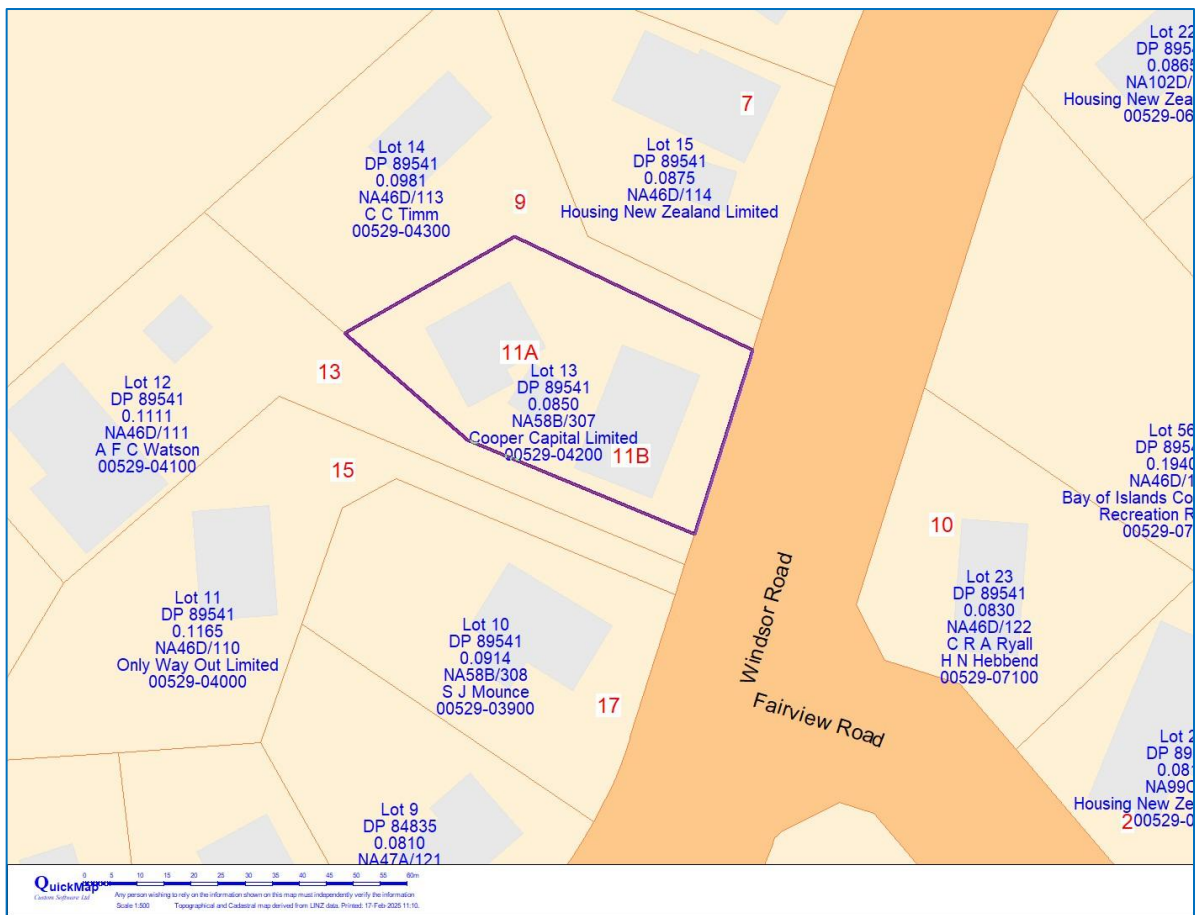 Lot 22
DP 895
0.0865
NA102D/
Housing New Zea
00529-06
7
Lot 14
DP 89541
0.0981
NA46D/113
C C Timm
00529-04300
Lot 15
DP 89541
0.0875
NA46D/114
Housing New Zealand Limited
9
11A
Lot 13
DP 89541
0.0850
NA58B/307
Cooper Capital Limited
00529-04200
11B
13
Lot 12
DP 89541
0.1111
NA46D/111
A F C Watson
00529-04100
15
Lot 56
DP 895
0.1940
NA46D/1
Bay of Islands Co
Recreation R
00529-07
10
Lot 23
DP 89541
0.0830
NA46D/122
C R A Ryall
H N Hebbend
00529-07100
Lot 11
DP 89541
0.1165
NA46D/110
Only Way Out Limited
00529-04000
Lot 10
DP 89541
0.0914
NA58B/308
S J Mounce
00529-03900
17
Windsor Road
Fairview Road
Lot 2
DP 89
0.081
NA99C
Housing New Ze
00529-0
2
Lot 9
DP 84835
0.0810
NA47A/121
QuickMap
Custom Software Ltd
0 5 10 15 20 25 30 35 40 45 50 55 60m
Any person wishing to rely on the information shown on this map must independently verify the information
Scale 1:500 Topographical and Cadastral map derived from LINZ data. Printed: 17-Feb-2025 11:10.